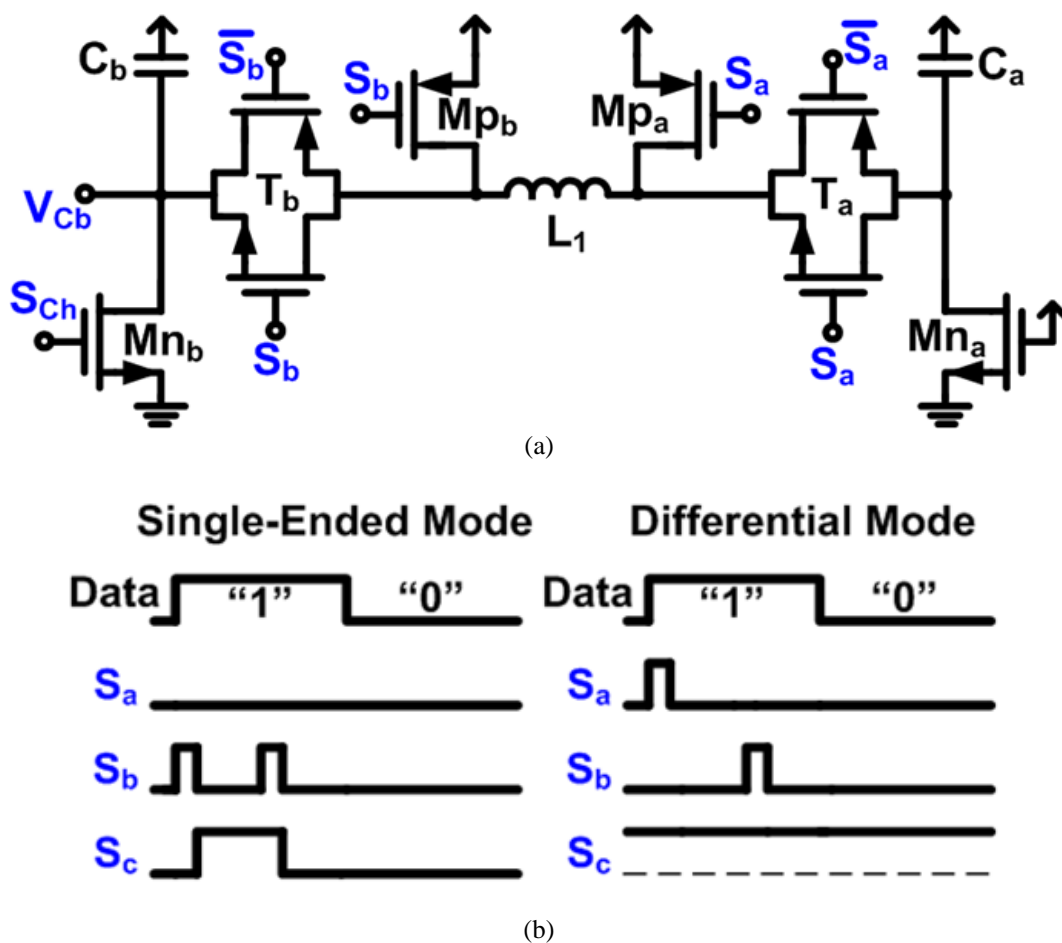 C_b
S̅_b
S_b
Mp_b
Mp_a
S_a
S̅_a
C_a
V_Cb
T_b
L_1
T_a
S_Ch
Mn_b
S_b
S_a
Mn_a
(a)
Single-Ended Mode
Differential Mode
Data “1” “0”
Data “1” “0”
S_a
S_a
S_b
S_b
S_c
S_c
(b)